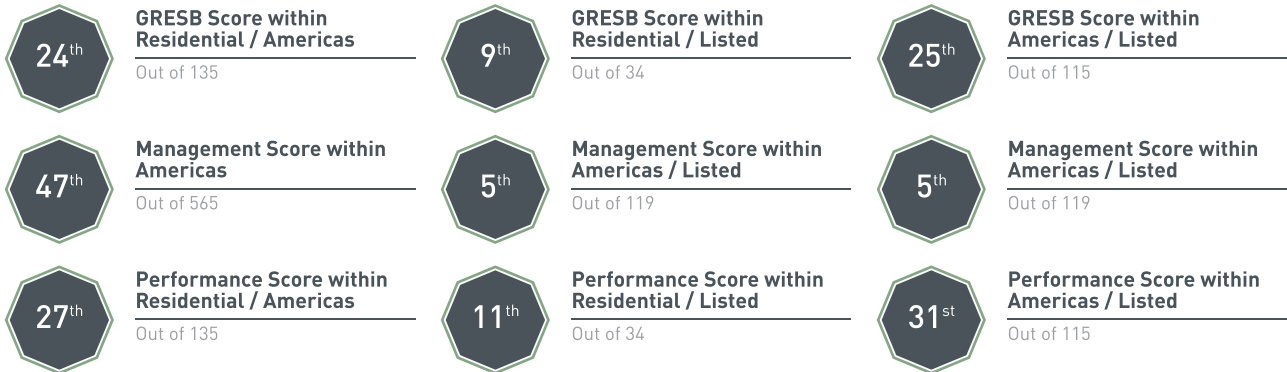 24th
GRESB Score within
Residential / Americas
Out of 135
9th
GRESB Score within
Residential / Listed
Out of 34
25th
GRESB Score within
Americas / Listed
Out of 115
47th
Management Score within
Americas
Out of 565
5th
Management Score within
Americas / Listed
Out of 119
5th
Management Score within
Americas / Listed
Out of 119
27th
Performance Score within
Residential / Americas
Out of 135
11th
Performance Score within
Residential / Listed
Out of 34
31st
Performance Score within
Americas / Listed
Out of 115